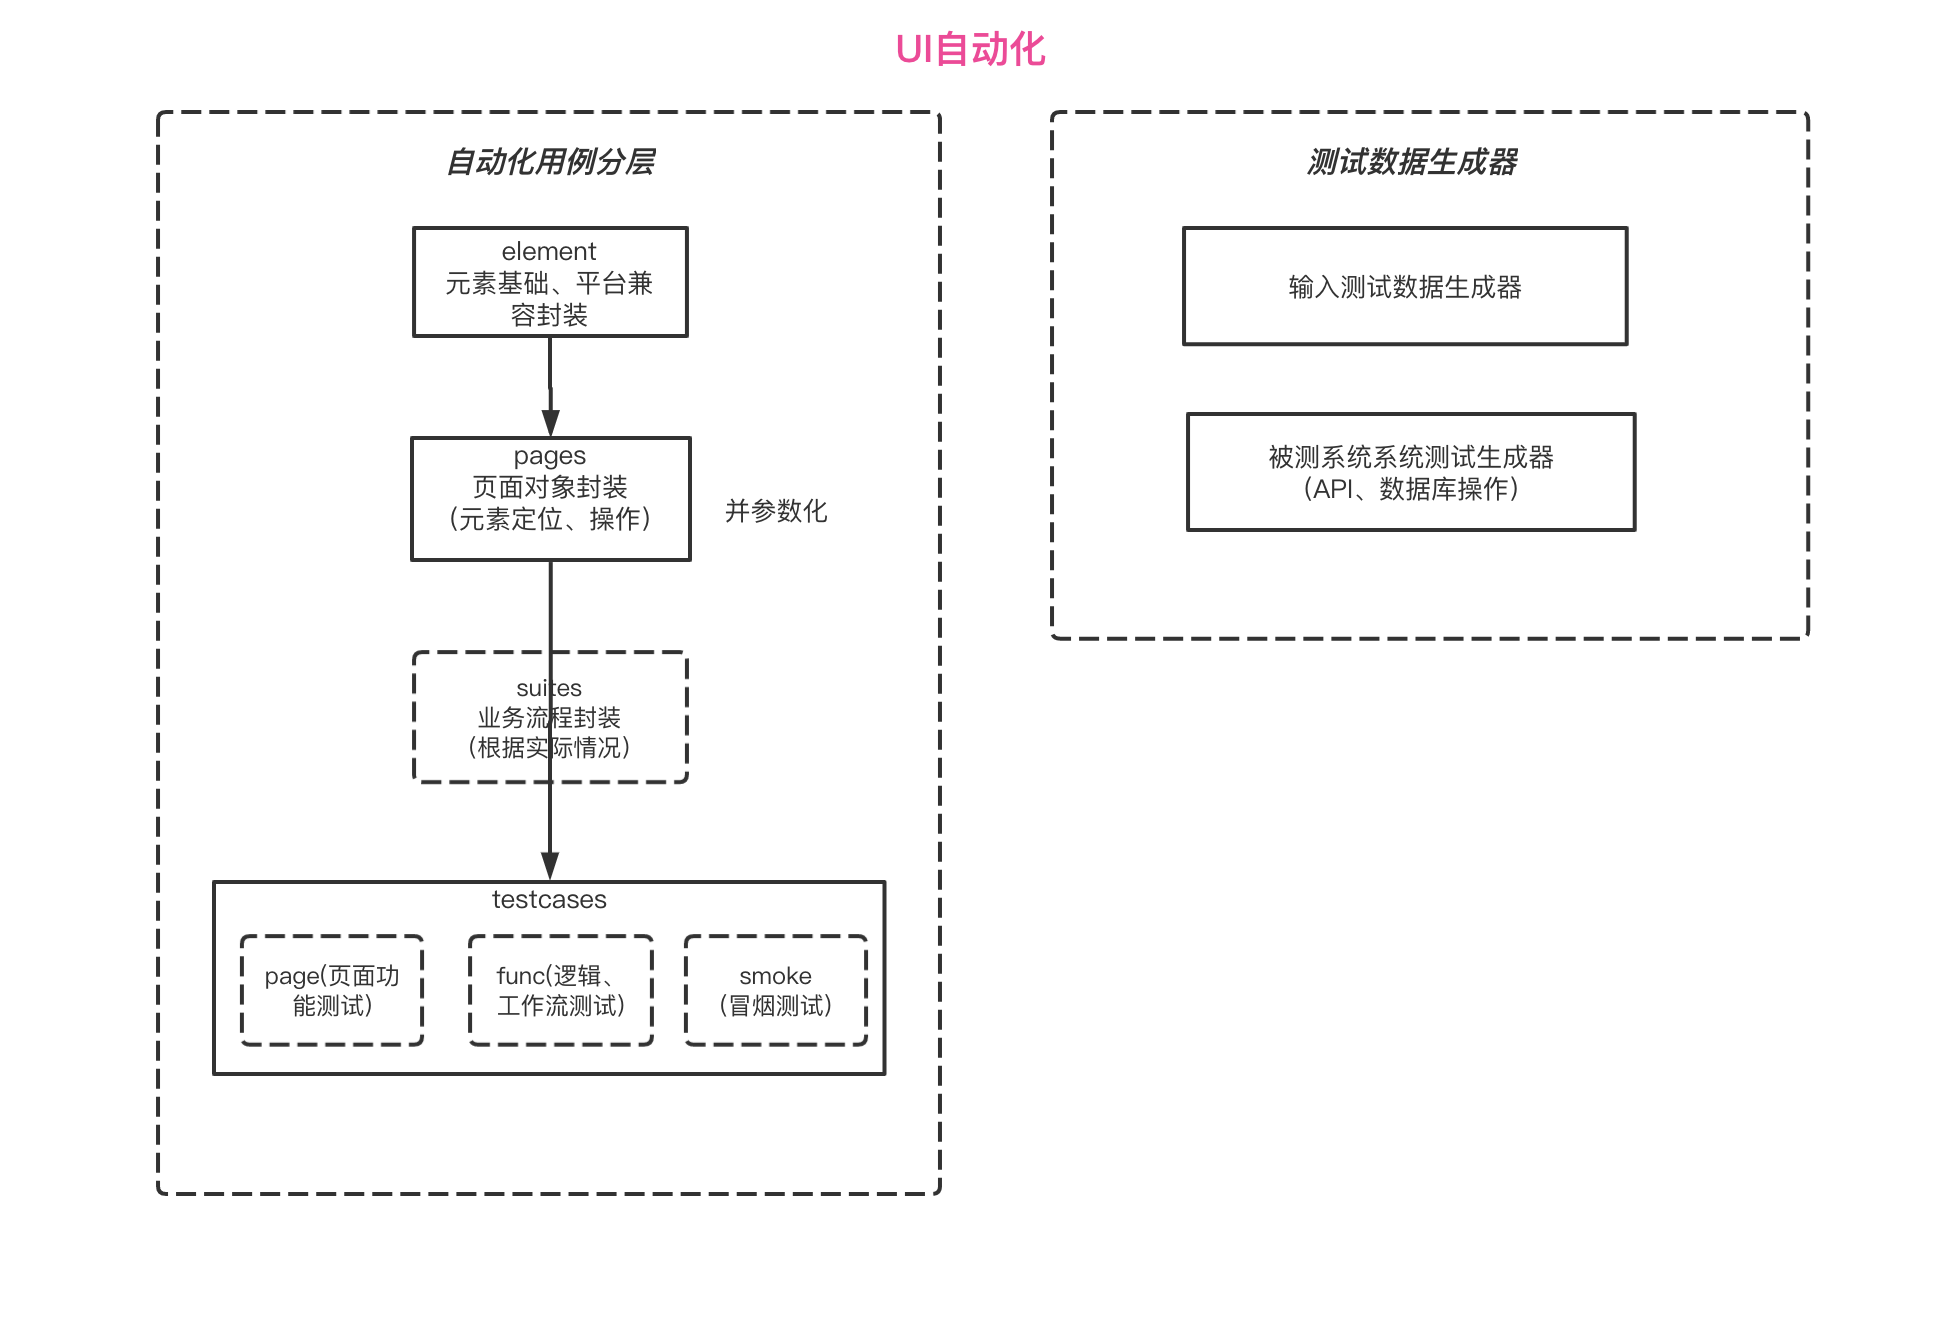 UI自动化
自动化用例分层
element
元素基础、平台兼
容封装
pages
页面对象封装
(元素定位、操作)
并参数化
suites
业务流程封装
(根据实际情况)
testcases
page(页面功
能测试)
func(逻辑、
工作流测试)
smoke
(冒烟测试)
测试数据生成器
输入测试数据生成器
被测系统系统测试生成器
(API、数据库操作)